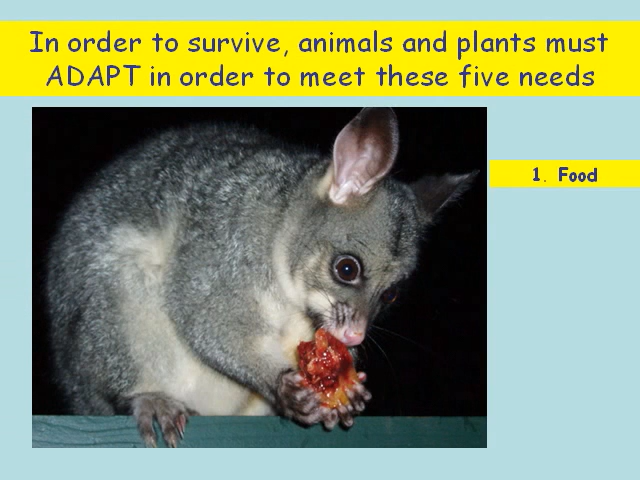 In order to survive, animals and plants must
ADAPT in order to meet these five needs
1. Food